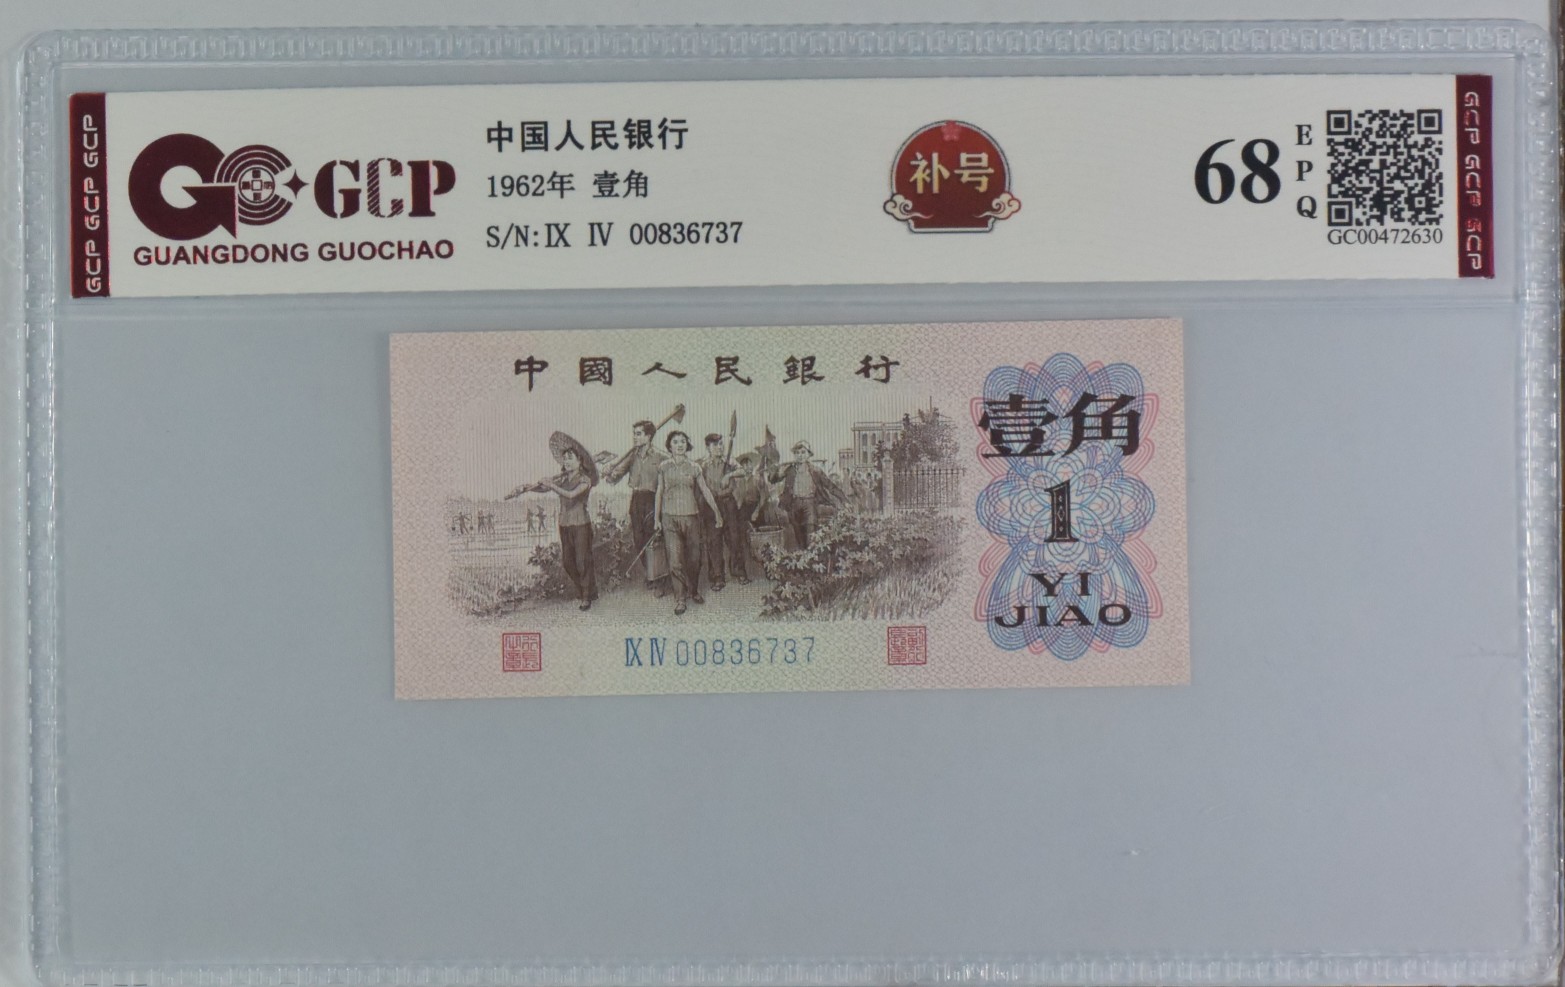 GCP GCP GCP
GCP
GUANGDONG GUOCHAO
中国人民银行
1962年 壹角
S/N:IX IV 00836737
补号
68
EPQ
GC00472630
GCP GCP GCP
中國人民銀行
壹角
1
YI
JIAO
IX IV 00836737